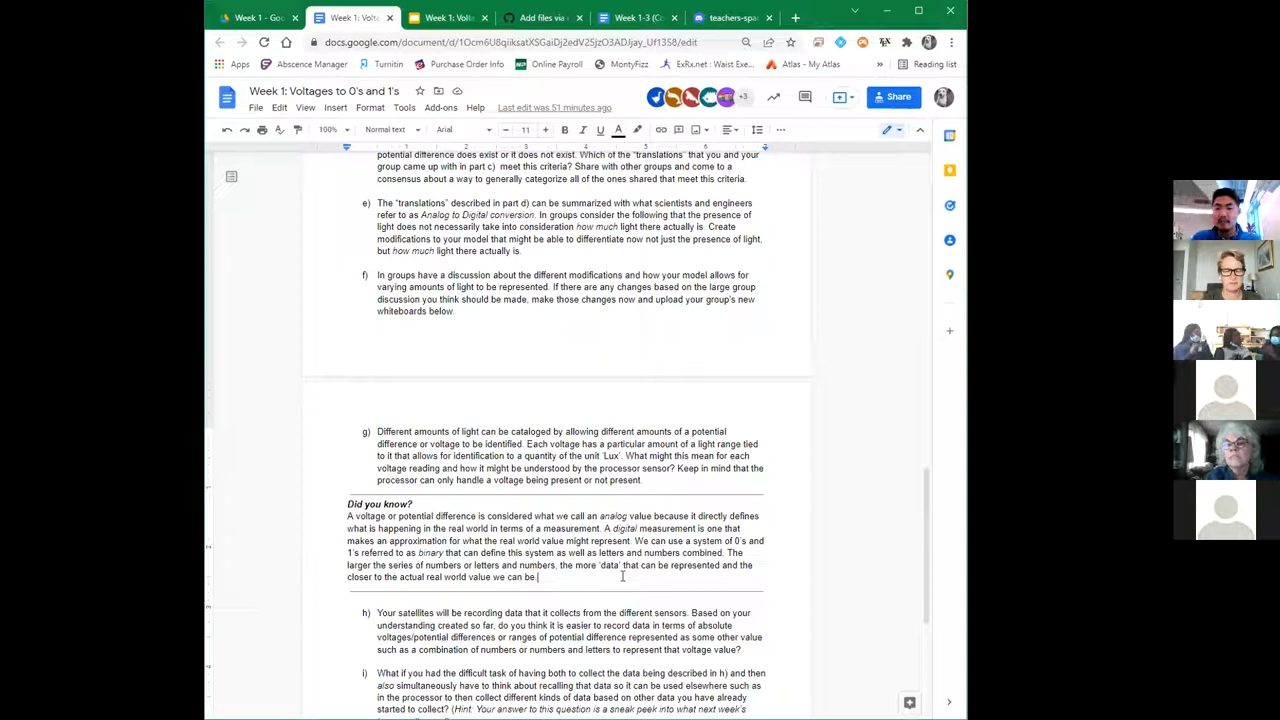 Week 1 - Goo
Week 1: Volta
Week 1: Volta
Add files via
Week 1-3 (C
teachers-spa
docs.google.com/document/d/1Ocm6U8qiiksatXSGaiDj2edV25jzO3ADJjay_Uf13S8/edit
Apps
Abscence Manager
Turnitin
Purchase Order Info
Online Payroll
MontyFizz
ExRx.net : Waist Exe...
Atlas - My Atlas
Reading list
Week 1: Voltages to 0's and 1's
File Edit View Insert Format Tools Add-ons Help Last edit was 51 minutes ago
+3
Share
100% Normal text Arial 11
potential difference does exist or it does not exist. Which of the "translations" that you and your
group came up with in part c) meet this criteria? Share with other groups and come to a
consensus about a way to generally categorize all of the ones shared that meet this criteria.
e) The "translations" described in part d) can be summarized with what scientists and engineers
refer to as Analog to Digital conversion. In groups consider the following that the presence of
light does not necessarily take into consideration how much light there actually is. Create
modifications to your model that might be able to differentiate now not just the presence of light,
but how much light there actually is.
f) In groups have a discussion about the different modifications and how your model allows for
varying amounts of light to be represented. If there are any changes based on the large group
discussion you think should be made, make those changes now and upload your group's new
whiteboards below.
g) Different amounts of light can be cataloged by allowing different amounts of a potential
difference or voltage to be identified. Each voltage has a particular amount of a light range tied
to it that allows for identification to a quantity of the unit 'Lux'. What might this mean for each
voltage reading and how it might be understood by the processor sensor? Keep in mind that the
processor can only handle a voltage being present or not present.
Did you know?
A voltage or potential difference is considered what we call an analog value because it directly defines
what is happening in the real world in terms of a measurement. A digital measurement is one that
makes an approximation for what the real world value might represent. We can use a system of 0's and
1's referred to as binary that can define this system as well as letters and numbers combined. The
larger the series of numbers or letters and numbers, the more 'data' that can be represented and the
closer to the actual real world value we can be.
h) Your satellites will be recording data that it collects from the different sensors. Based on your
understanding created so far, do you think it is easier to record data in terms of absolute
voltages/potential differences or ranges of potential difference represented as some other value
such as a combination of numbers or numbers and letters to represent that voltage value?
i) What if you had the difficult task of having both to collect the data being described in h) and then
also simultaneously have to think about recalling that data so it can be used elsewhere such as
in the processor to then collect different kinds of data based on other data you have already
started to collect? (Hint: Your answer to this question is a sneak peek into what next week's